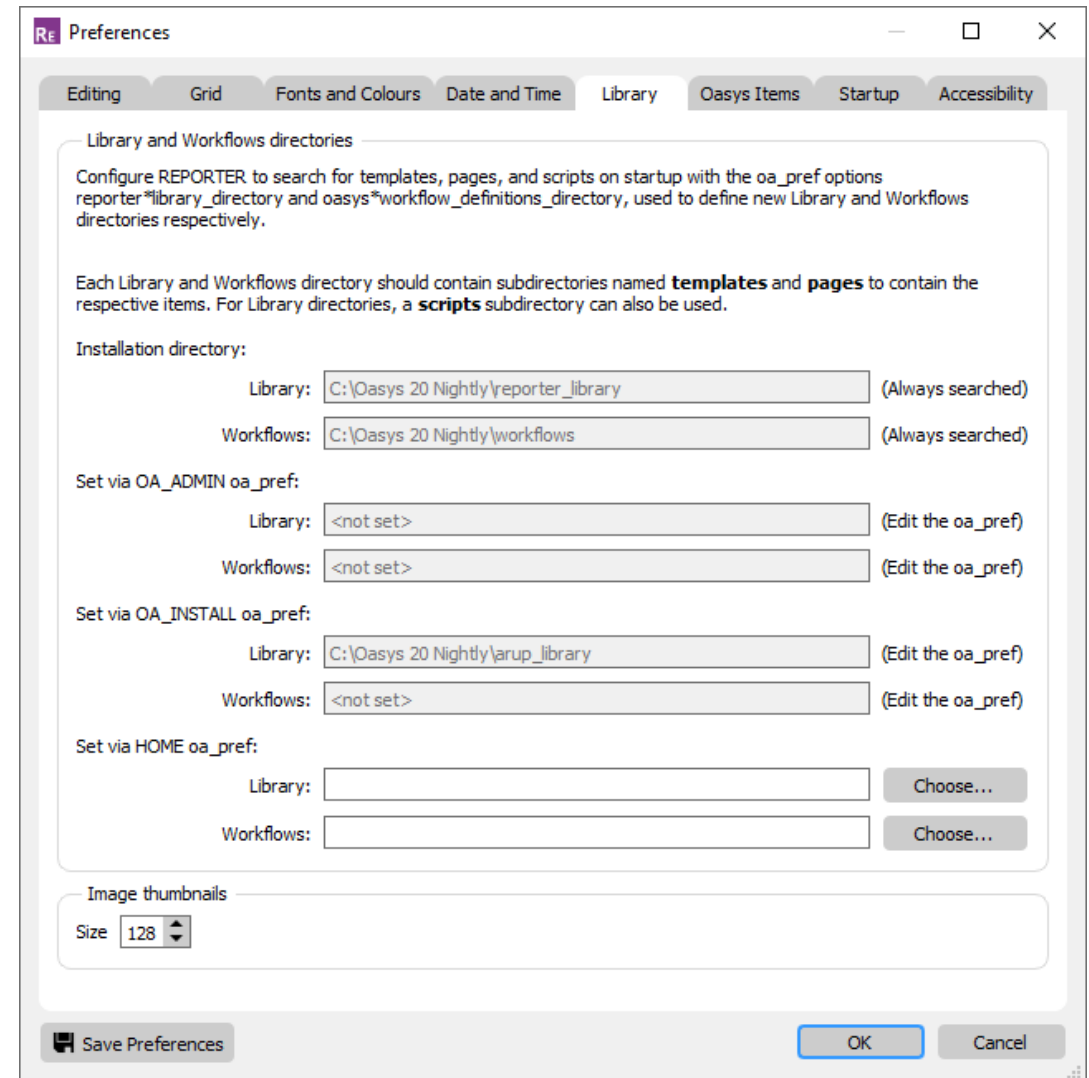 RE Preferences
Editing Grid Fonts and Colours Date and Time Library Oasys Items Startup Accessibility
Library and Workflows directories
Configure REPORTER to search for templates, pages, and scripts on startup with the oa_pref options
reporter*library_directory and oasys*workflow_definitions_directory, used to define new Library and Workflows
directories respectively.
Each Library and Workflows directory should contain subdirectories named templates and pages to contain the
respective items. For Library directories, a scripts subdirectory can also be used.
Installation directory:
Library: C:\Oasys 20 Nightly\reporter_library (Always searched)
Workflows: C:\Oasys 20 Nightly\workflows (Always searched)
Set via OA_ADMIN oa_pref:
Library: <not set> (Edit the oa_pref)
Workflows: <not set> (Edit the oa_pref)
Set via OA_INSTALL oa_pref:
Library: C:\Oasys 20 Nightly\arup_library (Edit the oa_pref)
Workflows: <not set> (Edit the oa_pref)
Set via HOME oa_pref:
Library: Choose...
Workflows: Choose...
Image thumbnails
Size 128
Save Preferences OK Cancel